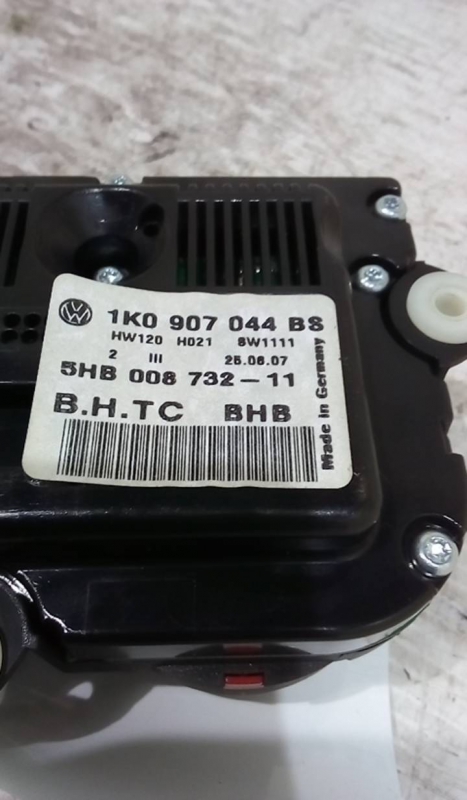 1K0 907 044 BS
HW120 H021 SW1111
2 III 25.06.07
5HB 008 732-11
B.H.TC BHB
Made in Germany